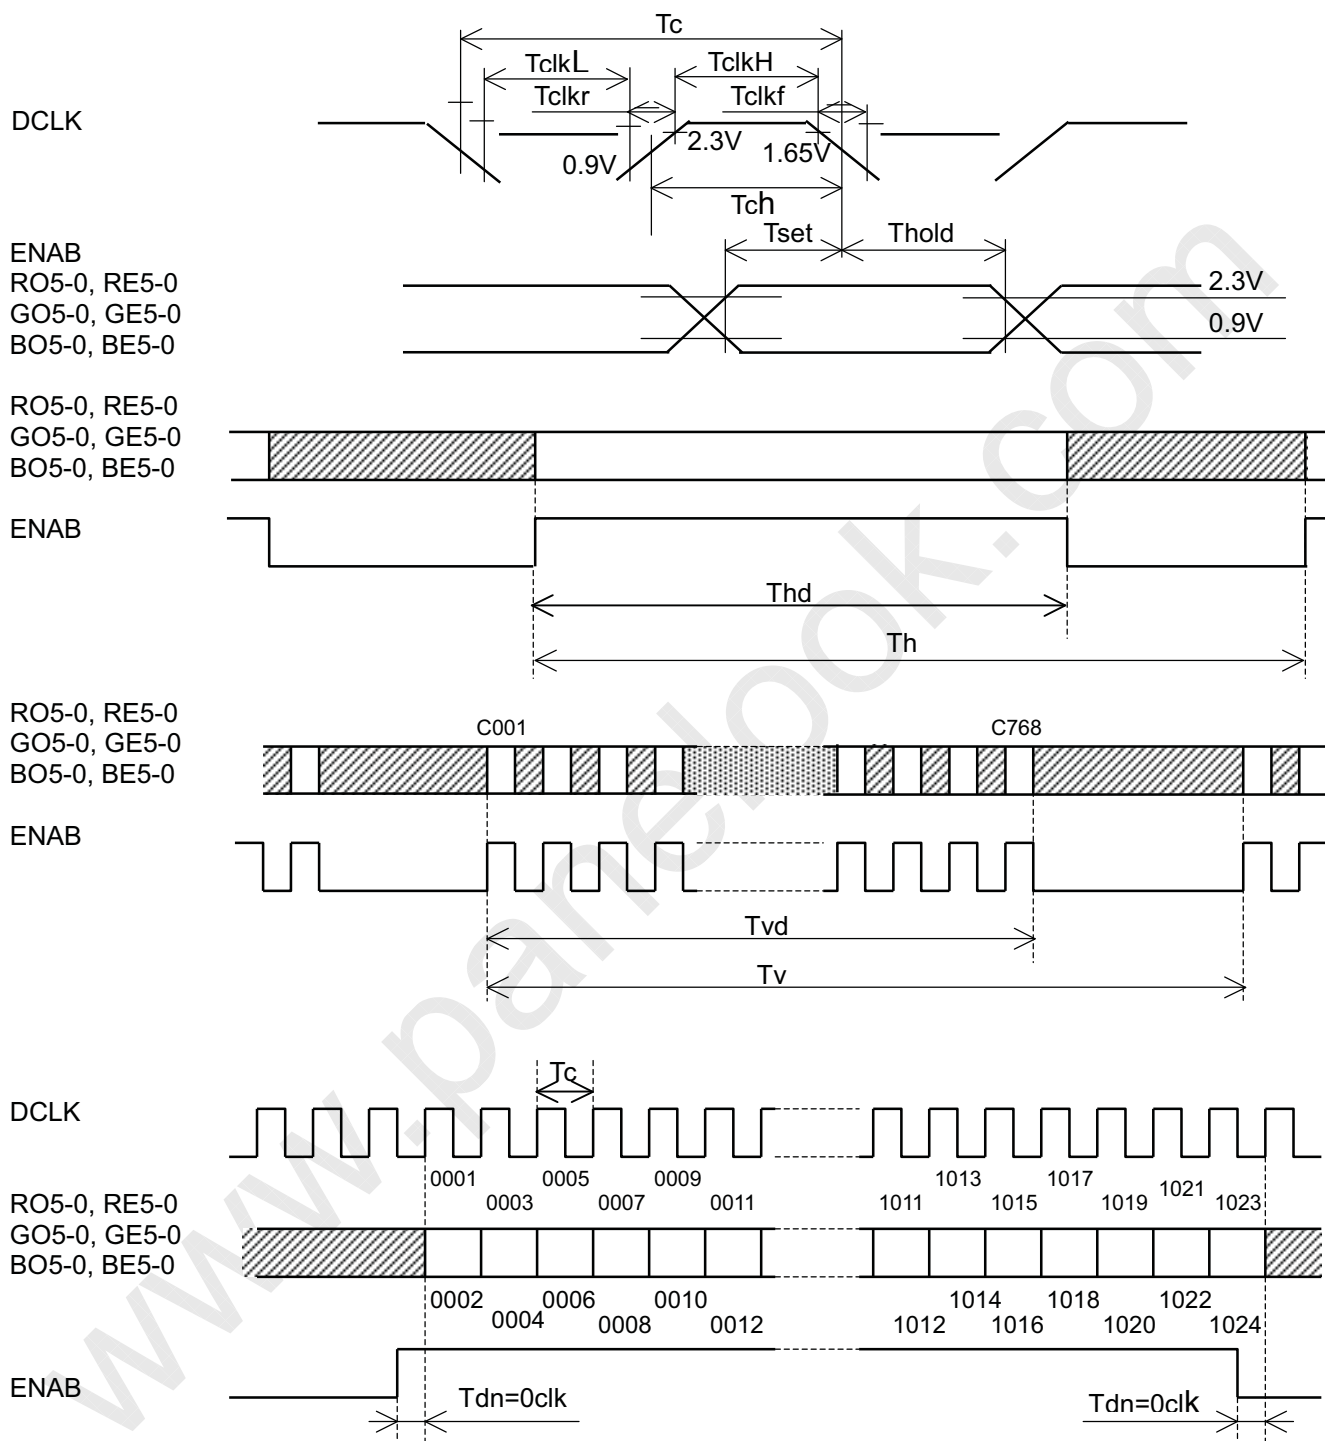 Tc
TclkL TclkH
Tclkr Tclkf
DCLK
2.3V 1.65V
0.9V
Tch
Tset Thold
ENAB
RO5-0, RE5-0 2.3V
GO5-0, GE5-0
BO5-0, BE5-0 0.9V
RO5-0, RE5-0
GO5-0, GE5-0
BO5-0, BE5-0
ENAB
Thd
Th
RO5-0, RE5-0
C001 C768
GO5-0, GE5-0
BO5-0, BE5-0
ENAB
Tvd
Tv
Tc
DCLK
0001 0005 0009 1013 1017 1021
RO5-0, RE5-0 0003 0007 0011 1011 1015 1019 1023
GO5-0, GE5-0
BO5-0, BE5-0
0002 0006 0010 1014 1018 1022
0004 0008 0012 1012 1016 1020 1024
ENAB
Tdn=0clk Tdn=0clk
www.panelook.com